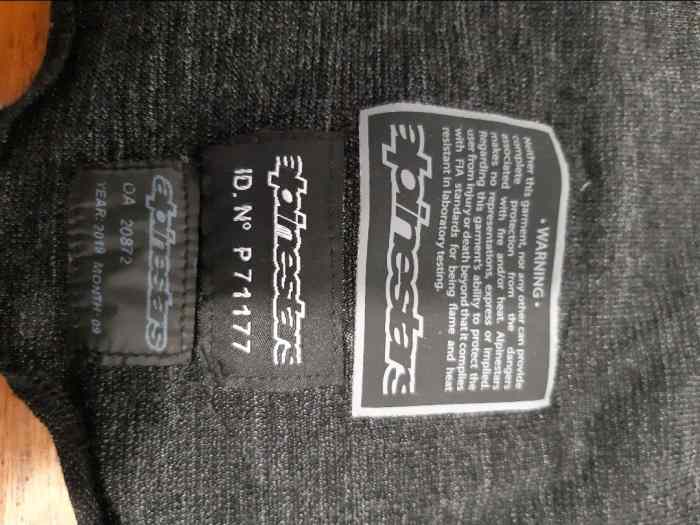 • WARNING •
Neither this garment, nor any other can provide
complete protection from the dangers
associated with fire and/or heat. Alpinestars
makes no representations, express or implied
Regarding this garment's ability to protect the
user from injury or death beyond that it complies
with FIA standards for being flame and heat
resistant in laboratory testing.
alpinestars
alpinestars
ID. N° P71177
alpinestars
OA 20872
YEAR: 2019 MONTH: 09